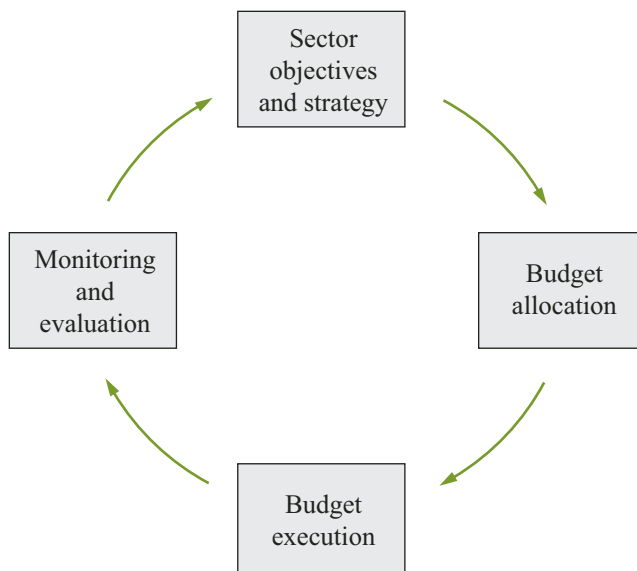 Sector
objectives
and strategy
Budget
allocation
Budget
execution
Monitoring
and
evaluation